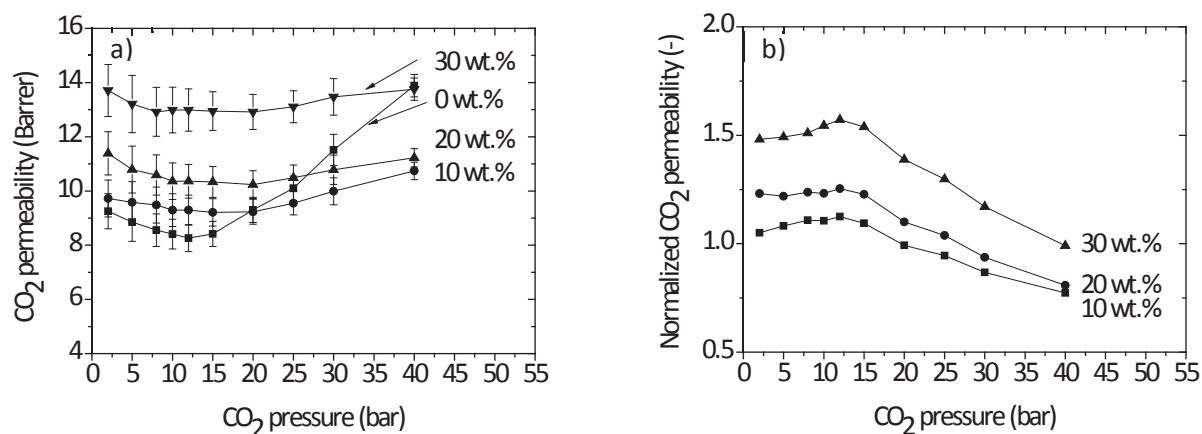 a)
16
14
12
10
8
6
4
0 5 10 15 20 25 30 35 40 45 50 55
CO2 permeability (Barrer)
CO2 pressure (bar)
30 wt.%
0 wt.%
20 wt.%
10 wt.%
b)
2.0
1.5
1.0
0.5
0 5 10 15 20 25 30 35 40 45 50 55
Normalized CO2 permeability (-)
CO2 pressure (bar)
30 wt.%
20 wt.%
10 wt.%